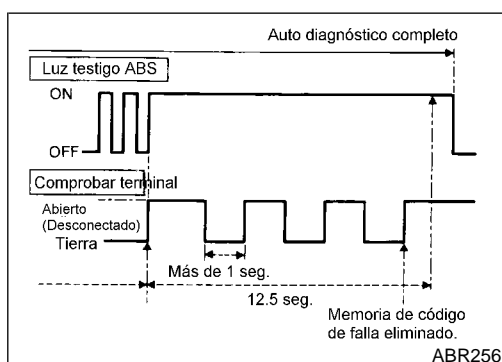 Auto diagnóstico completo
Luz testigo ABS
ON
OFF
Comprobar terminal
Abierto
(Desconectado)
Tierra
Más de 1 seg.
12.5 seg.
Memoria de código
de falla eliminado.
ABR256